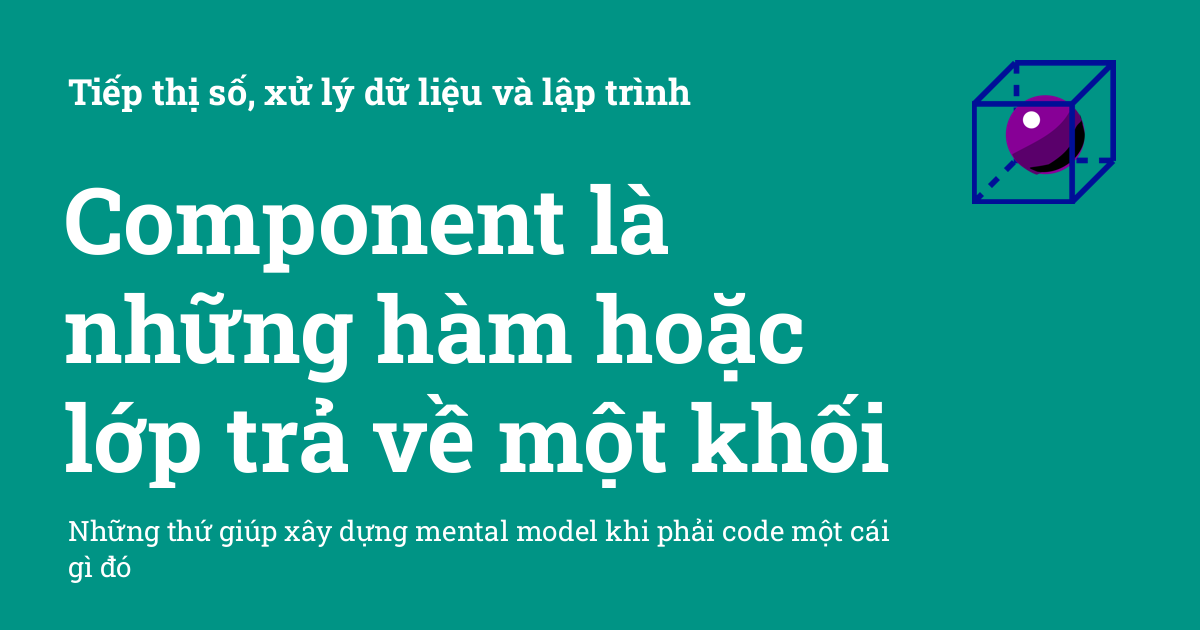 Tiếp thị số, xử lý dữ liệu và lập trình
Component là
những hàm hoặc
lớp trả về một khối
Những thứ giúp xây dựng mental model khi phải code một cái
gì đó